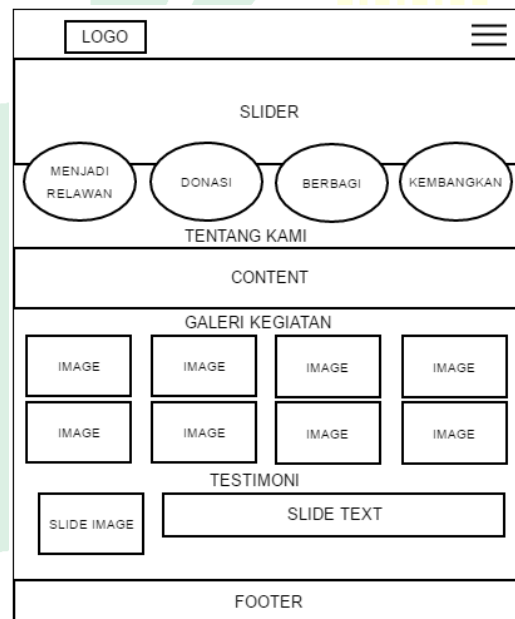 LOGO
SLIDER
MENJADI
RELAWAN
DONASI
BERBAGI
KEMBANGKAN
TENTANG KAMI
CONTENT
GALERI KEGIATAN
IMAGE
IMAGE
IMAGE
IMAGE
IMAGE
IMAGE
IMAGE
IMAGE
TESTIMONI
SLIDE IMAGE
SLIDE TEXT
FOOTER